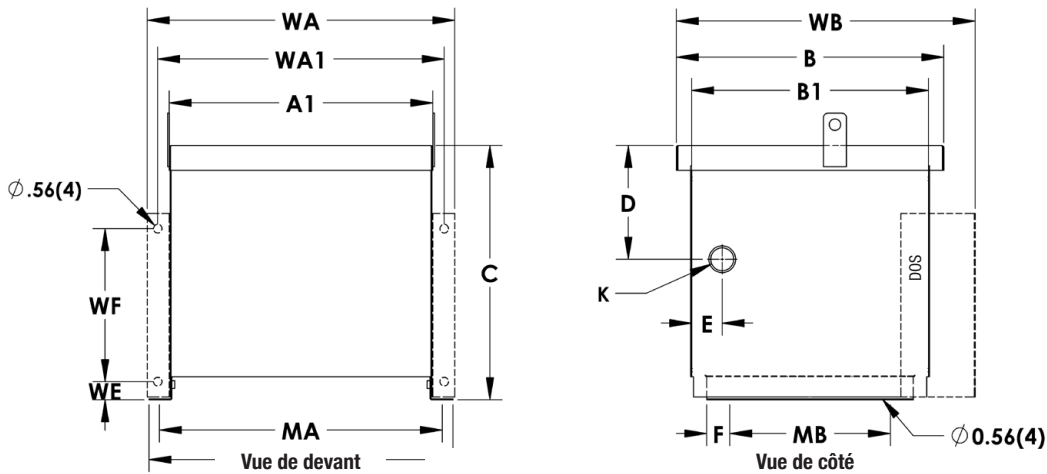 WA
WA1
A1
Ø.56(4)
WF
WE
C
MA
Vue de devant
WB
B
B1
D
K
E
DOS
F
MB
Ø0.56(4)
Vue de côté